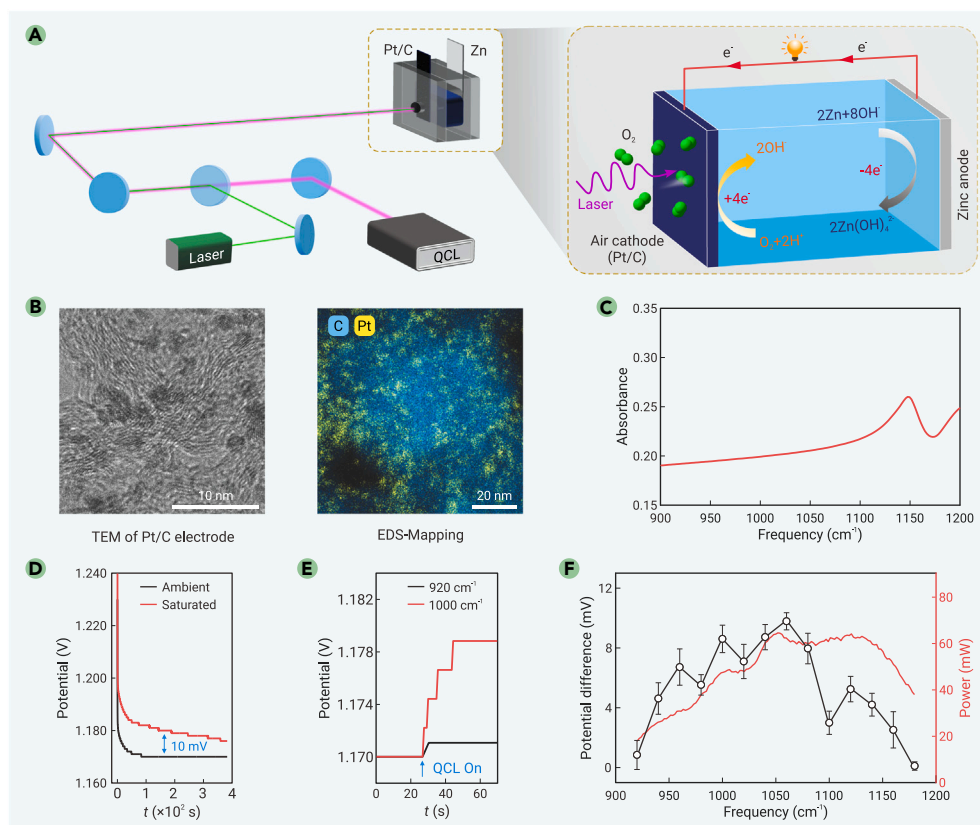 A
Pt/C
Zn
Laser
QCL
e-
e-
O2
Laser
2OH-
+4e-
O2+2H-
2Zn+8OH-
-4e-
2Zn(OH)42-
Zinc anode
Air cathode
(Pt/C)
B
10 nm
TEM of Pt/C electrode
C Pt
20 nm
EDS-Mapping
C
Absorbance
0.35
0.30
0.25
0.20
0.15
900 950 1000 1050 1100 1150 1200
Frequency (cm-1)
D
Potential (V)
1.240
1.220
1.200
1.180
1.160
Ambient
Saturated
10 mV
0 1 2 3 4
t (×10² s)
E
Potential (V)
1.182
1.178
1.174
1.170
920 cm-1
1000 cm-1
QCL On
0 20 40 60
t (s)
F
Potential difference (mV)
12
8
4
0
900 1000 1050 1100 1150 1200
Frequency (cm-1)
80
60
40
20
0
Power (mW)